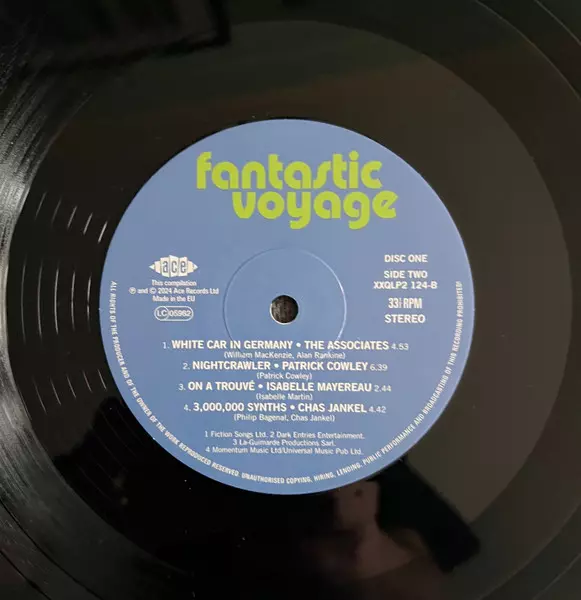 fantastic
voyage
ace
This compilation
℗ and © 2024 Ace Records Ltd
Made in the EU
LC 05982
DISC ONE
SIDE TWO
XXQLP2 124-B
33⅓ RPM
STEREO
1. WHITE CAR IN GERMANY • THE ASSOCIATES 4.53
(William MacKenzie, Alan Rankine)
2. NIGHTCRAWLER • PATRICK COWLEY 6.39
(Patrick Cowley)
3. ON A TROUVÉ • ISABELLE MAYEREAU 2.44
(Isabelle Martin)
4. 3,000,000 SYNTHS • CHAS JANKEL 4.42
(Philip Bagenal, Chas Jankel)
1 Fiction Songs Ltd. 2 Dark Entries Entertainment.
3 La-Guimarde Productions Sarl.
4 Momentum Music Ltd/Universal Music Pub Ltd.
ALL RIGHTS OF THE PRODUCER AND OF THE OWNER OF THE WORK REPRODUCED RESERVED. UNAUTHORISED COPYING, HIRING, LENDING, PUBLIC PERFORMANCE AND BROADCASTING OF THIS RECORDING PROHIBITED!